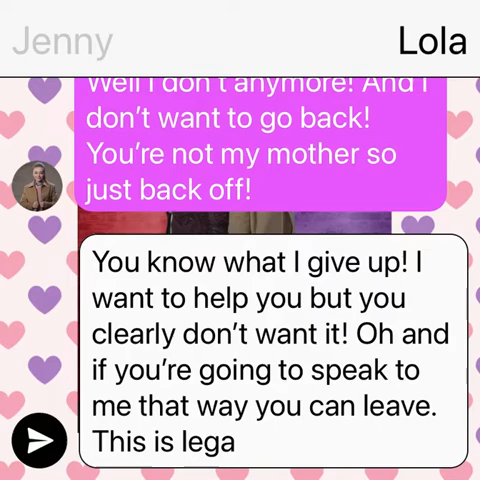 Jenny
Lola
Well I don't anymore! And I
don't want to go back!
You're not my mother so
just back off!
You know what I give up! I
want to help you but you
clearly don't want it! Oh and
if you're going to speak to
me that way you can leave.
This is lega